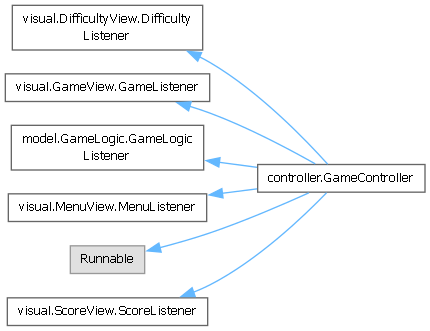 visual.DifficultyView.Difficulty
Listener
visual.GameView.GameListener
model.GameLogic.GameLogic
Listener
controller.GameController
visual.MenuView.MenuListener
Runnable
visual.ScoreView.ScoreListener